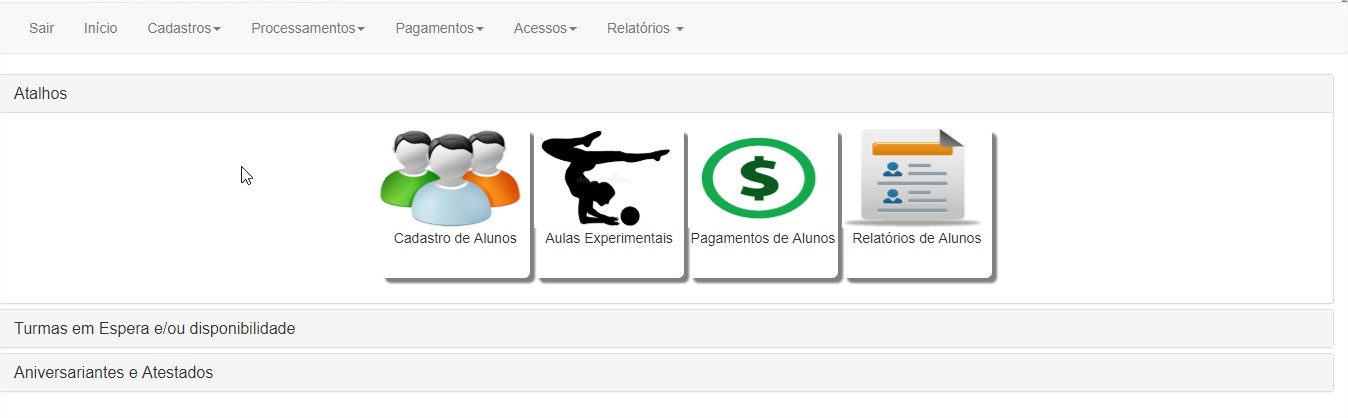 Sair Início Cadastros Processamentos Pagamentos Acessos Relatórios
Atalhos
Cadastro de Alunos Aulas Experimentais Pagamentos de Alunos Relatórios de Alunos
Turmas em Espera e/ou disponibilidade
Aniversariantes e Atestados